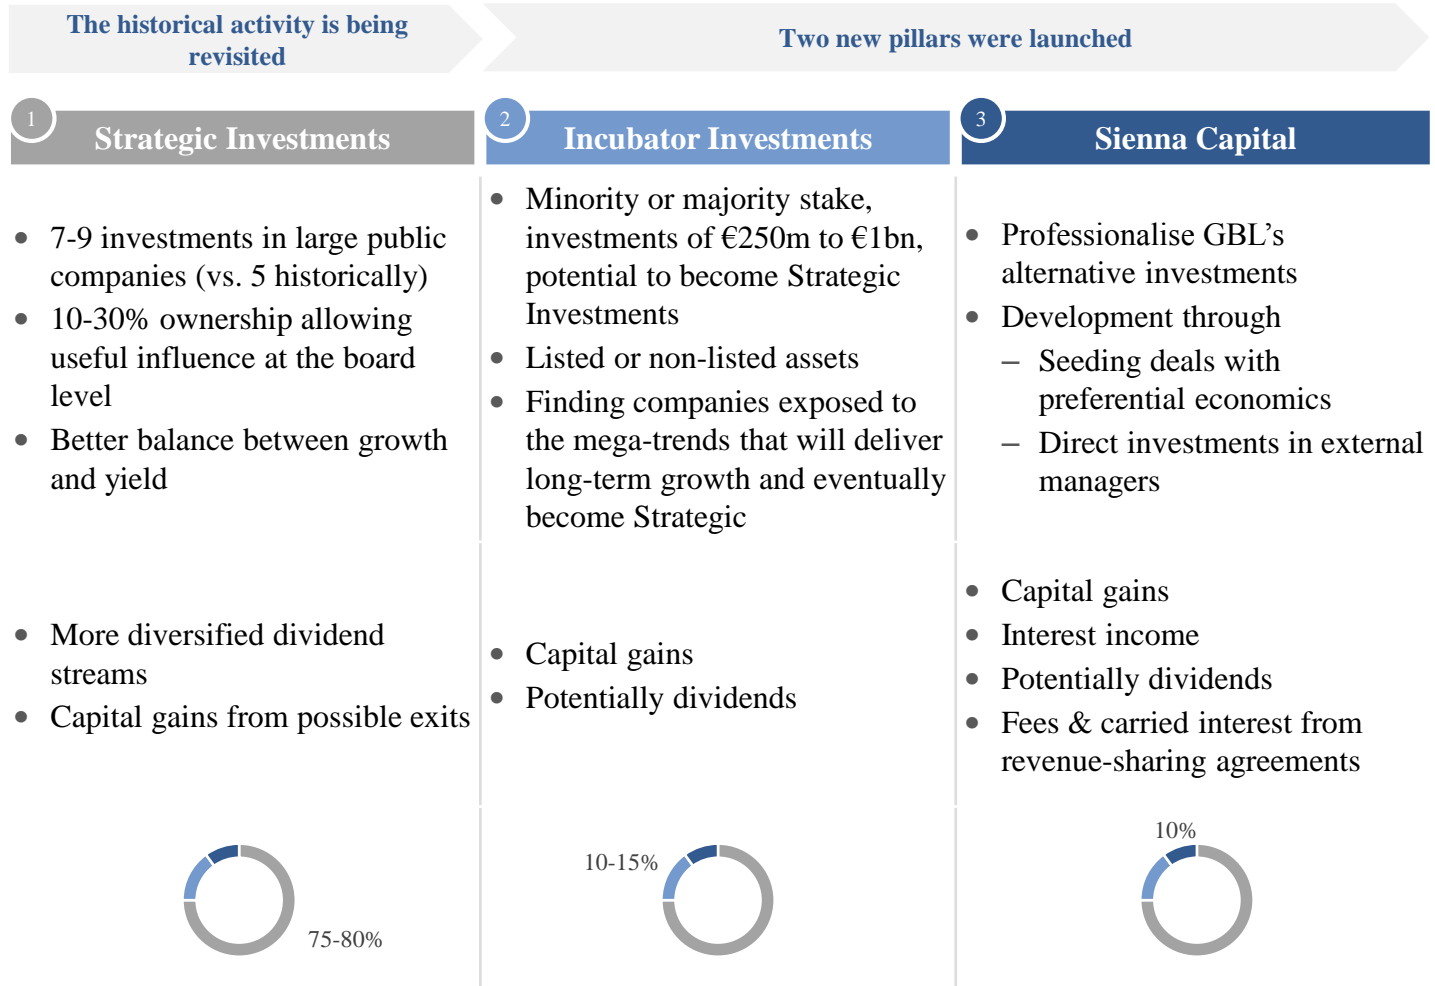 The historical activity is being
revisited
Two new pillars were launched
1
Strategic Investments
• 7-9 investments in large public
companies (vs. 5 historically)
• 10-30% ownership allowing
useful influence at the board
level
• Better balance between growth
and yield
• More diversified dividend
streams
• Capital gains from possible exits
75-80%
2
Incubator Investments
• Minority or majority stake,
investments of €250m to €1bn,
potential to become Strategic
Investments
• Listed or non-listed assets
• Finding companies exposed to
the mega-trends that will deliver
long-term growth and eventually
become Strategic
• Capital gains
• Potentially dividends
10-15%
3
Sienna Capital
• Professionalise GBL’s
alternative investments
• Development through
– Seeding deals with
preferential economics
– Direct investments in external
managers
• Capital gains
• Interest income
• Potentially dividends
• Fees & carried interest from
revenue-sharing agreements
10%